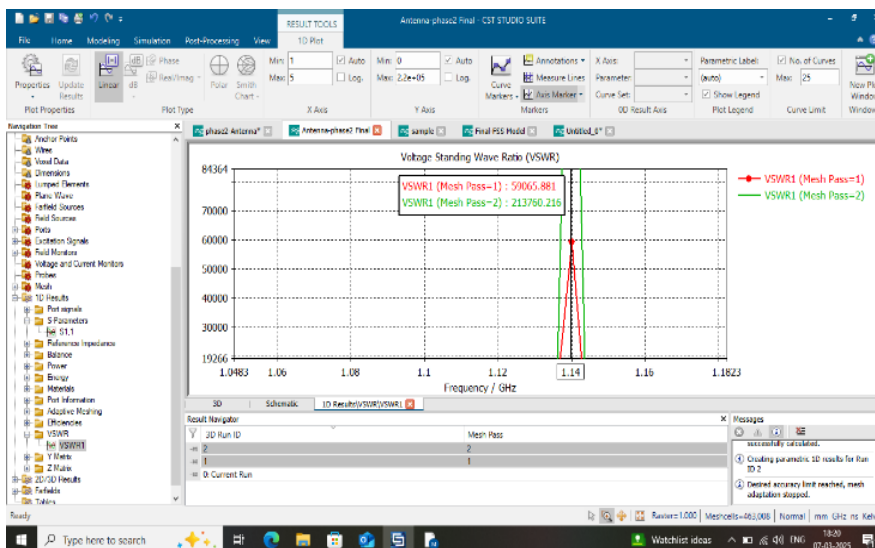 RESULT TOOLS
Antenna-phase2 Final - CST STUDIO SUITE
File Home Modeling Simulation Post-Processing View 1D Plot
Properties
Update Results
Linear
dB
Phase
Real/Imag
Polar
Smith Chart
Min: 1 Auto
Max: 5 Log.
Min: 0 Auto
Max: 2.2e+05 Log.
Curve Markers
Annotations
Measure Lines
Axis Marker
X Axis:
Parameter:
Curve Set:
Parametric Label:
(auto)
Show Legend
No. of Curves
Max: 25
New Plot Window
Plot Properties Plot Type X Axis Y Axis Markers 0D Result Axis Plot Legend Curve Limit Window
Navigation Tree
phase2 Antenna* Antenna-phase2 Final sample Final FSS Model Untitled_6*
Anchor Points
Wires
Voxel Data
Dimensions
Lumped Elements
Plane Wave
Farfield Sources
Field Sources
Ports
Excitation Signals
Field Monitors
Voltage and Current Monitors
Probes
Mesh
1D Results
Port signals
S Parameters
S1,1
Reference Impedance
Balance
Power
Energy
Materials
Port Information
Adaptive Meshing
Efficiencies
VSWR
VSWR1
Y Matrix
Z Matrix
2D/3D Results
Farfields
Tables
Voltage Standing Wave Ratio (VSWR)
84364
70000
60000
50000
40000
30000
19266
1.0483 1.06 1.08 1.1 1.12 1.14 1.16 1.1823
Frequency / GHz
VSWR1 (Mesh Pass=1) : 59065.881
VSWR1 (Mesh Pass=2) : 213760.216
VSWR1 (Mesh Pass=1)
VSWR1 (Mesh Pass=2)
3D Schematic 1D Results\VSWR\VSWR1
Result Navigator
3D Run ID Mesh Pass
2 2
1 1
0: Current Run
Messages
successfully calculated.
Creating parametric 1D results for Run ID 2
Desired accuracy limit reached, mesh adaptation stopped.
Ready
Raster=1.000 Meshcells=463,008 Normal mm GHz ns Kelv
Type here to search
Watchlist ideas
ENG
18:20
07-03-2025